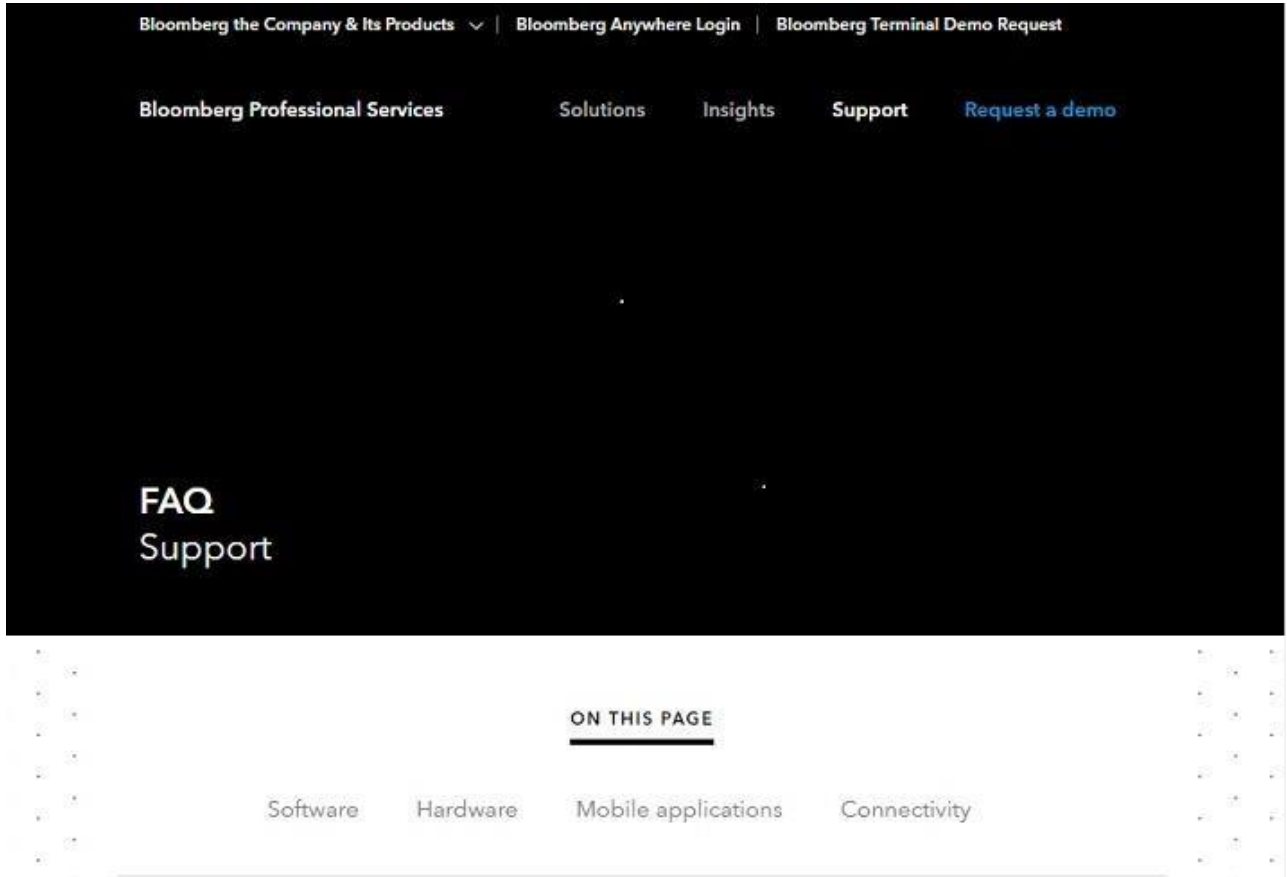 Bloomberg the Company & Its Products | Bloomberg Anywhere Login | Bloomberg Terminal Demo Request
Bloomberg Professional Services Solutions Insights Support Request a demo
FAQ
Support
ON THIS PAGE
Software Hardware Mobile applications Connectivity